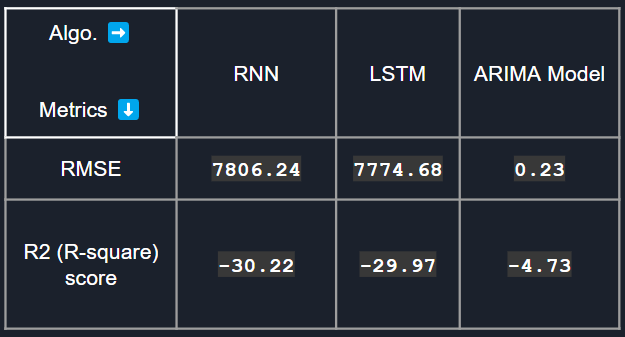 Algo. ➡️
Metrics ⬇️
RNN
LSTM
ARIMA Model
RMSE
7806.24
7774.68
0.23
R2 (R-square)
score
-30.22
-29.97
-4.73